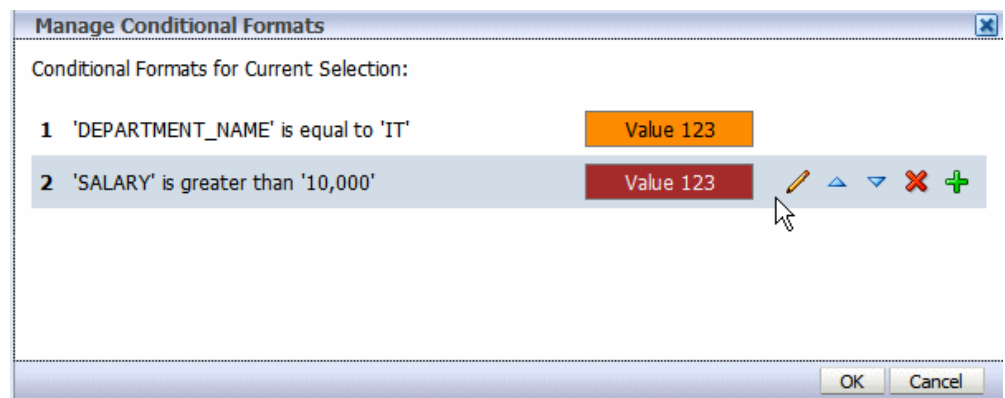 Manage Conditional Formats
Conditional Formats for Current Selection:
1 'DEPARTMENT_NAME' is equal to 'IT' Value 123
2 'SALARY' is greater than '10,000' Value 123
OK Cancel